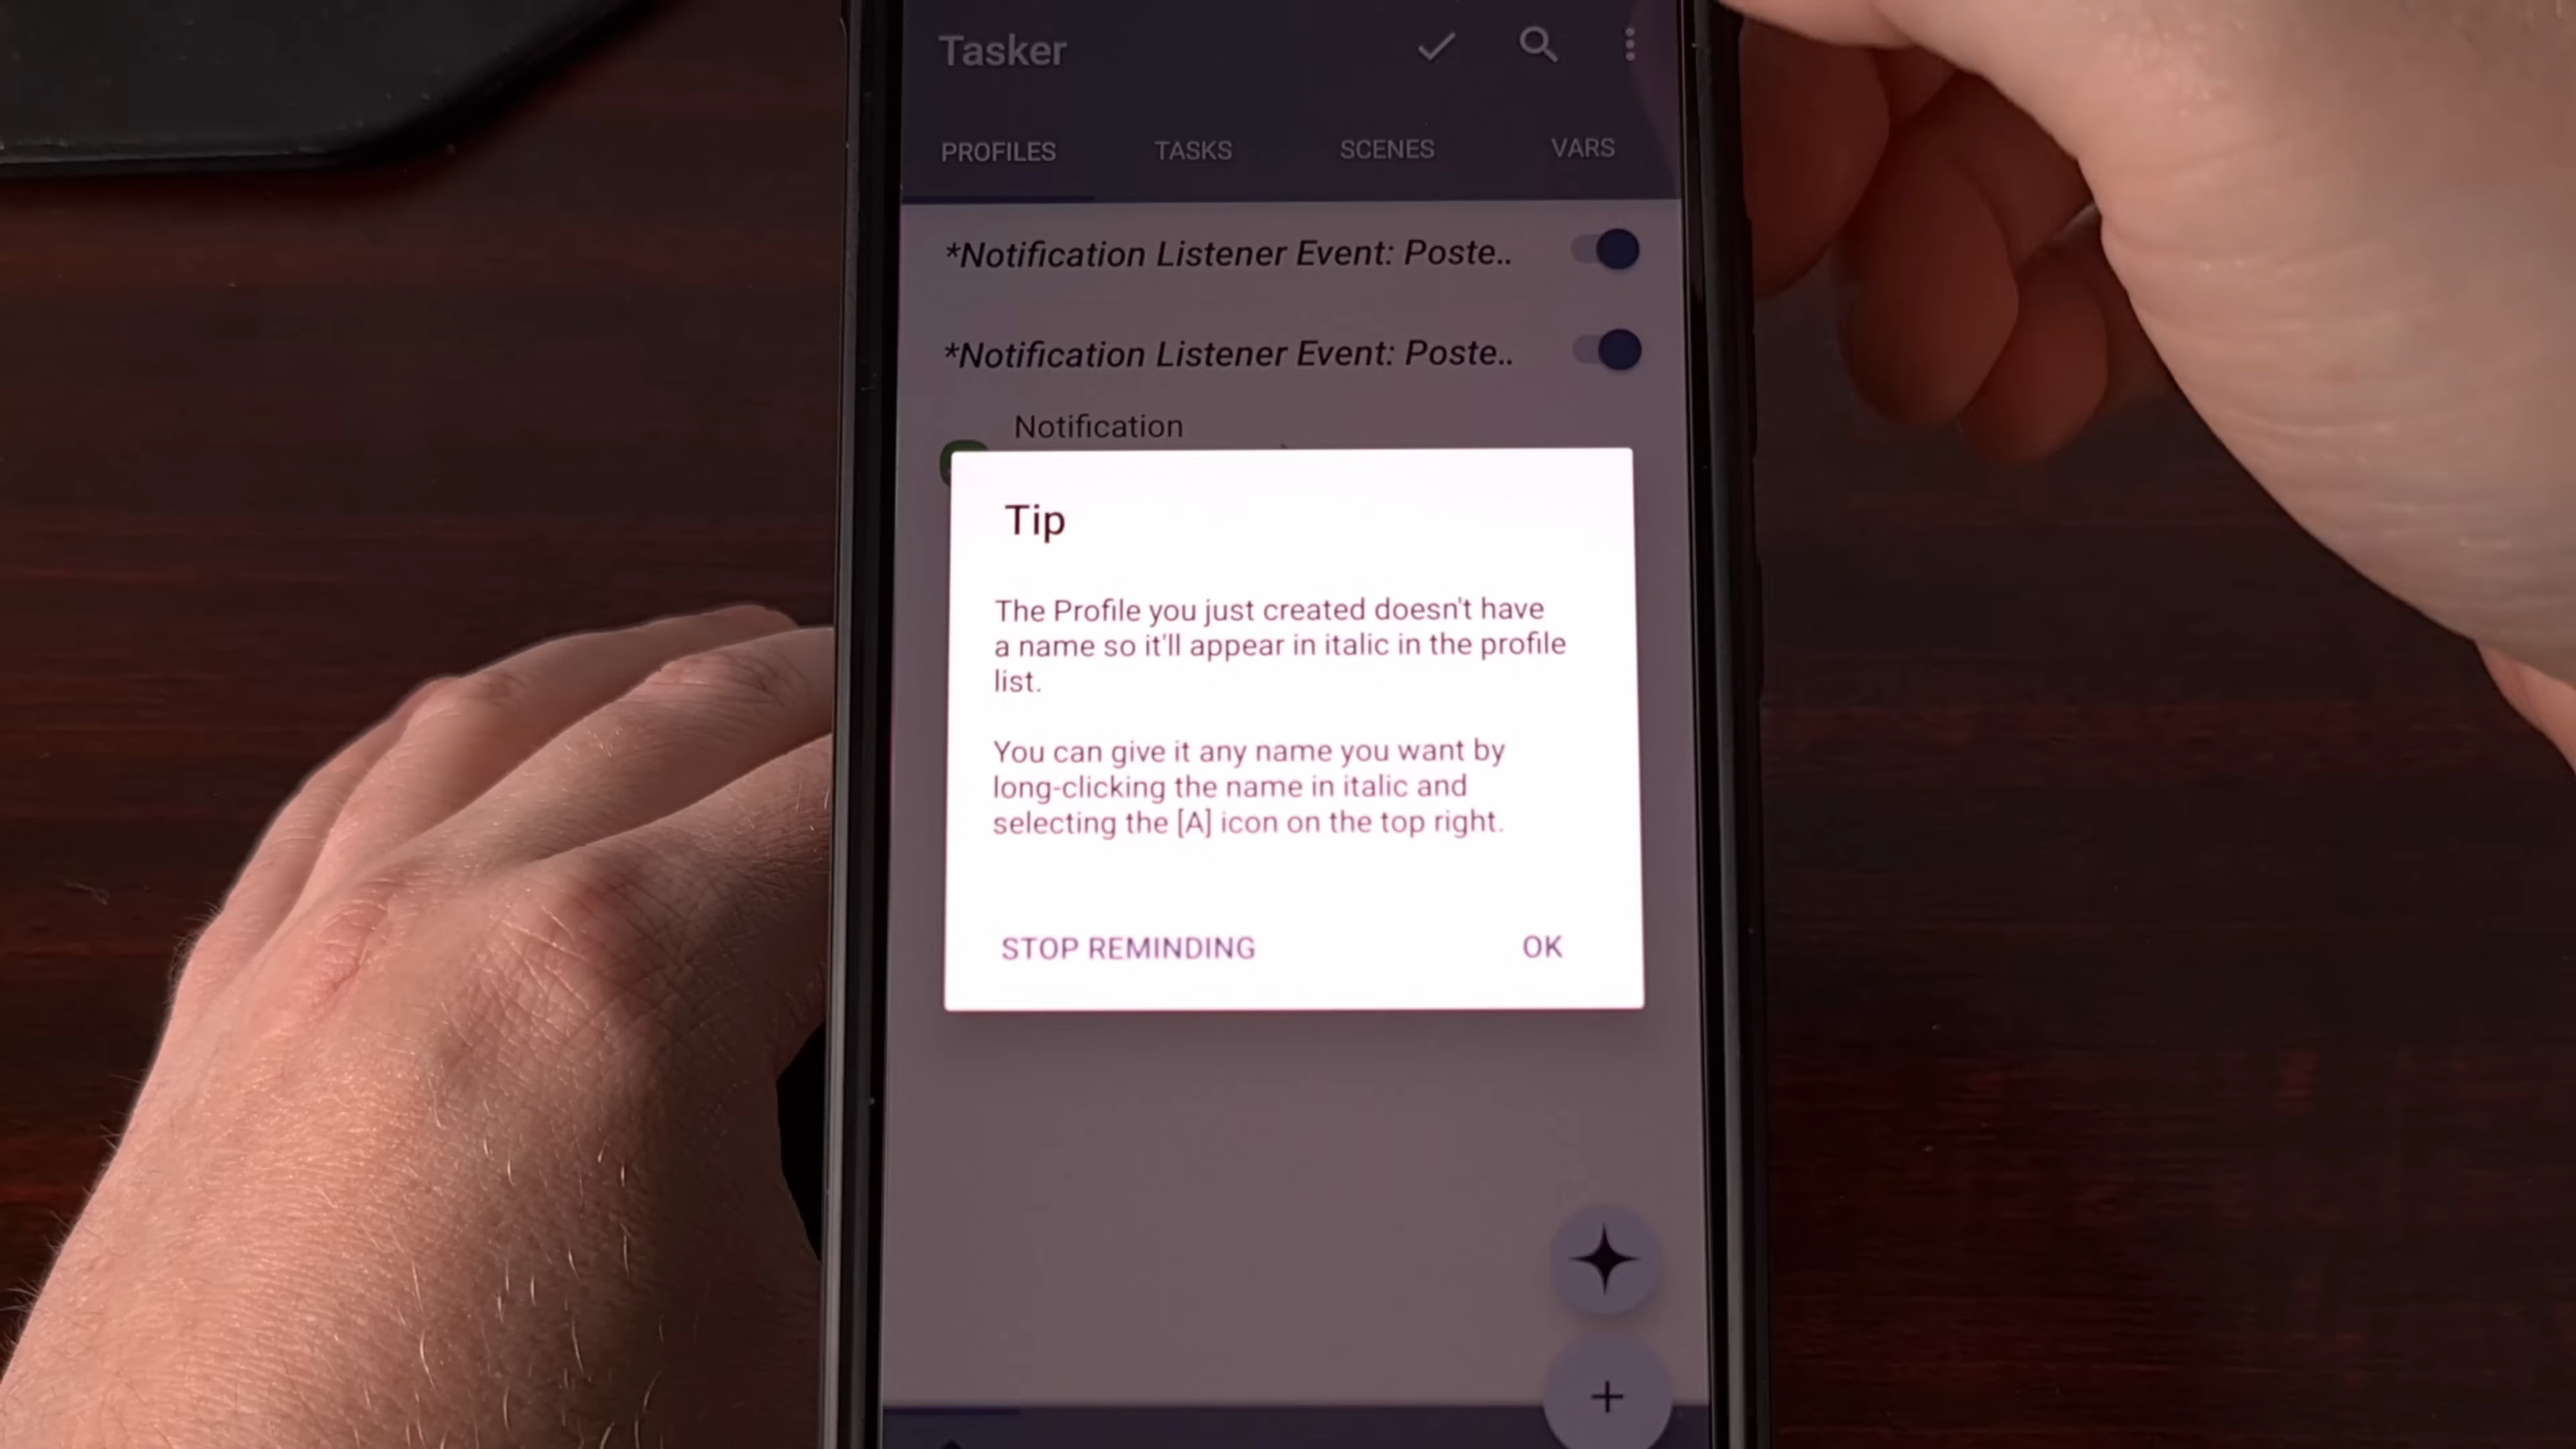 Tasker
PROFILES TASKS SCENES VARS
*Notification Listener Event: Poste..
*Notification Listener Event: Poste..
Notification
Tip
The Profile you just created doesn't have
a name so it'll appear in italic in the profile
list.
You can give it any name you want by
long-clicking the name in italic and
selecting the [A] icon on the top right.
STOP REMINDING OK